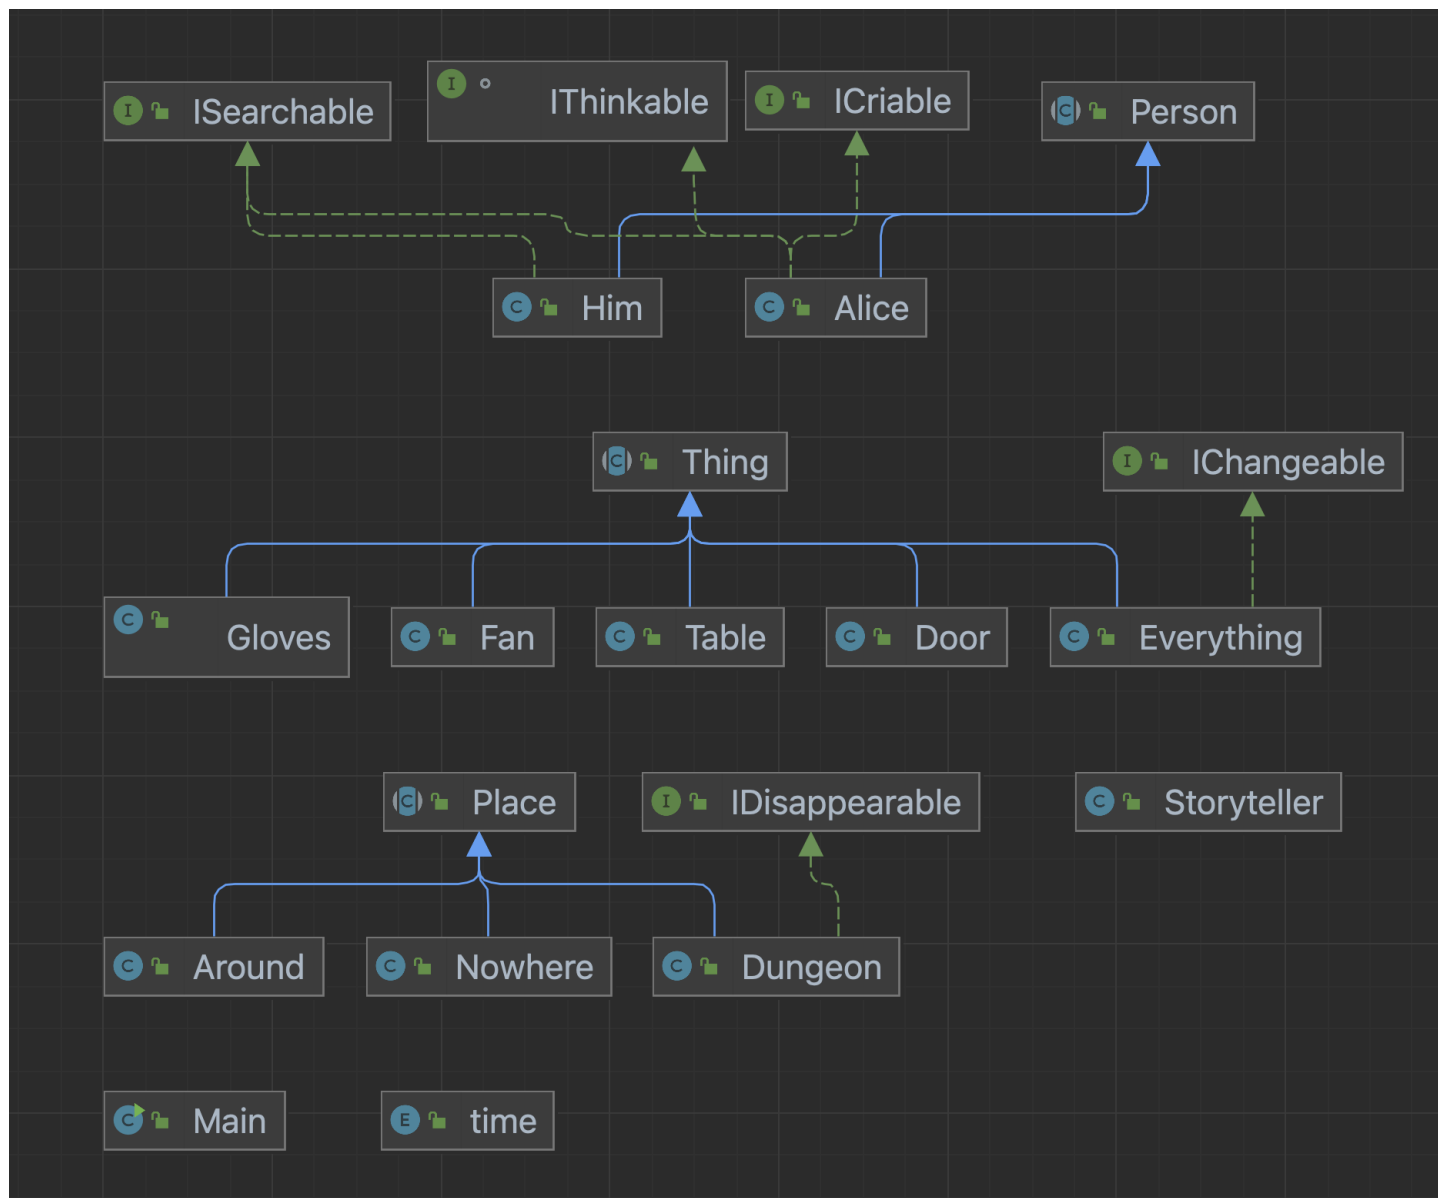 I ISearchable
I IThinkable
I ICriable
C Person
C Him
C Alice
C Thing
I IChangeable
C Gloves
C Fan
C Table
C Door
C Everything
C Place
I IDisappearable
C Storyteller
C Around
C Nowhere
C Dungeon
C Main
E time